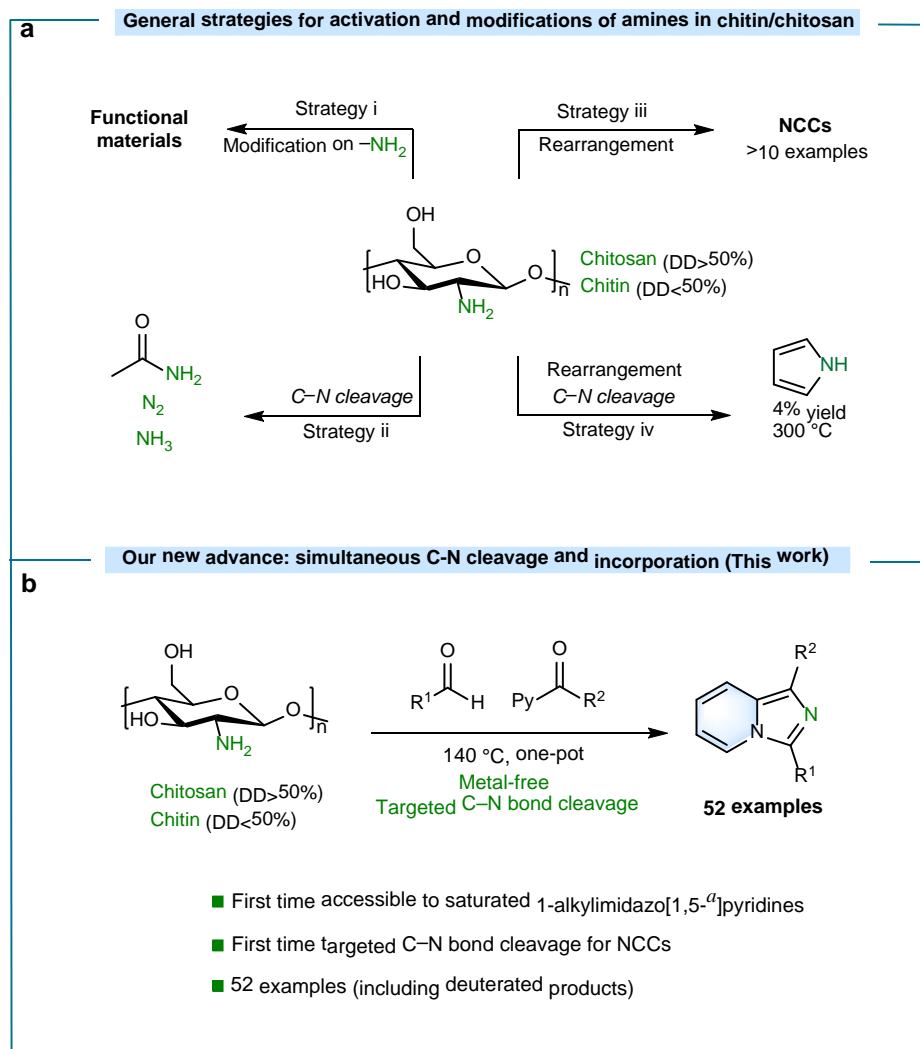 a
General strategies for activation and modifications of amines in chitin/chitosan
Functional
materials
Strategy i
Modification on –NH₂
Strategy iii
Rearrangement
NCCs
>10 examples
OH
O
O
HO
n
NH₂
Chitosan (DD>50%)
Chitin (DD<50%)
O
NH₂
N₂
NH₃
C–N cleavage
Strategy ii
Rearrangement
C–N cleavage
Strategy iv
NH
4% yield
300 °C
Our new advance: simultaneous C-N cleavage and incorporation (This work)
b
OH
O
O
HO
n
NH₂
Chitosan (DD>50%)
Chitin (DD<50%)
O
R¹
H
O
Py
R²
140 °C, one-pot
Metal-free
Targeted C–N bond cleavage
R²
N
N
R¹
52 examples
■ First time accessible to saturated 1-alkylimidazo[1,5-a]pyridines
■ First time targeted C–N bond cleavage for NCCs
■ 52 examples (including deuterated products)